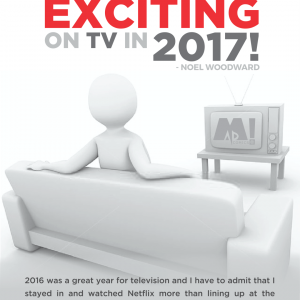 EXCITING
ON TV IN 2017!
- NOEL WOODWARD
MAD!
2016 was a great year for television and I have to admit that I
stayed in and watched Netflix more than lining up at the